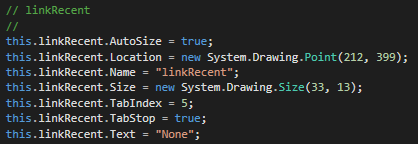 // linkRecent
//
this.linkRecent.AutoSize = true;
this.linkRecent.Location = new System.Drawing.Point(212, 399);
this.linkRecent.Name = "linkRecent";
this.linkRecent.Size = new System.Drawing.Size(33, 13);
this.linkRecent.TabIndex = 5;
this.linkRecent.TabStop = true;
this.linkRecent.Text = "None";